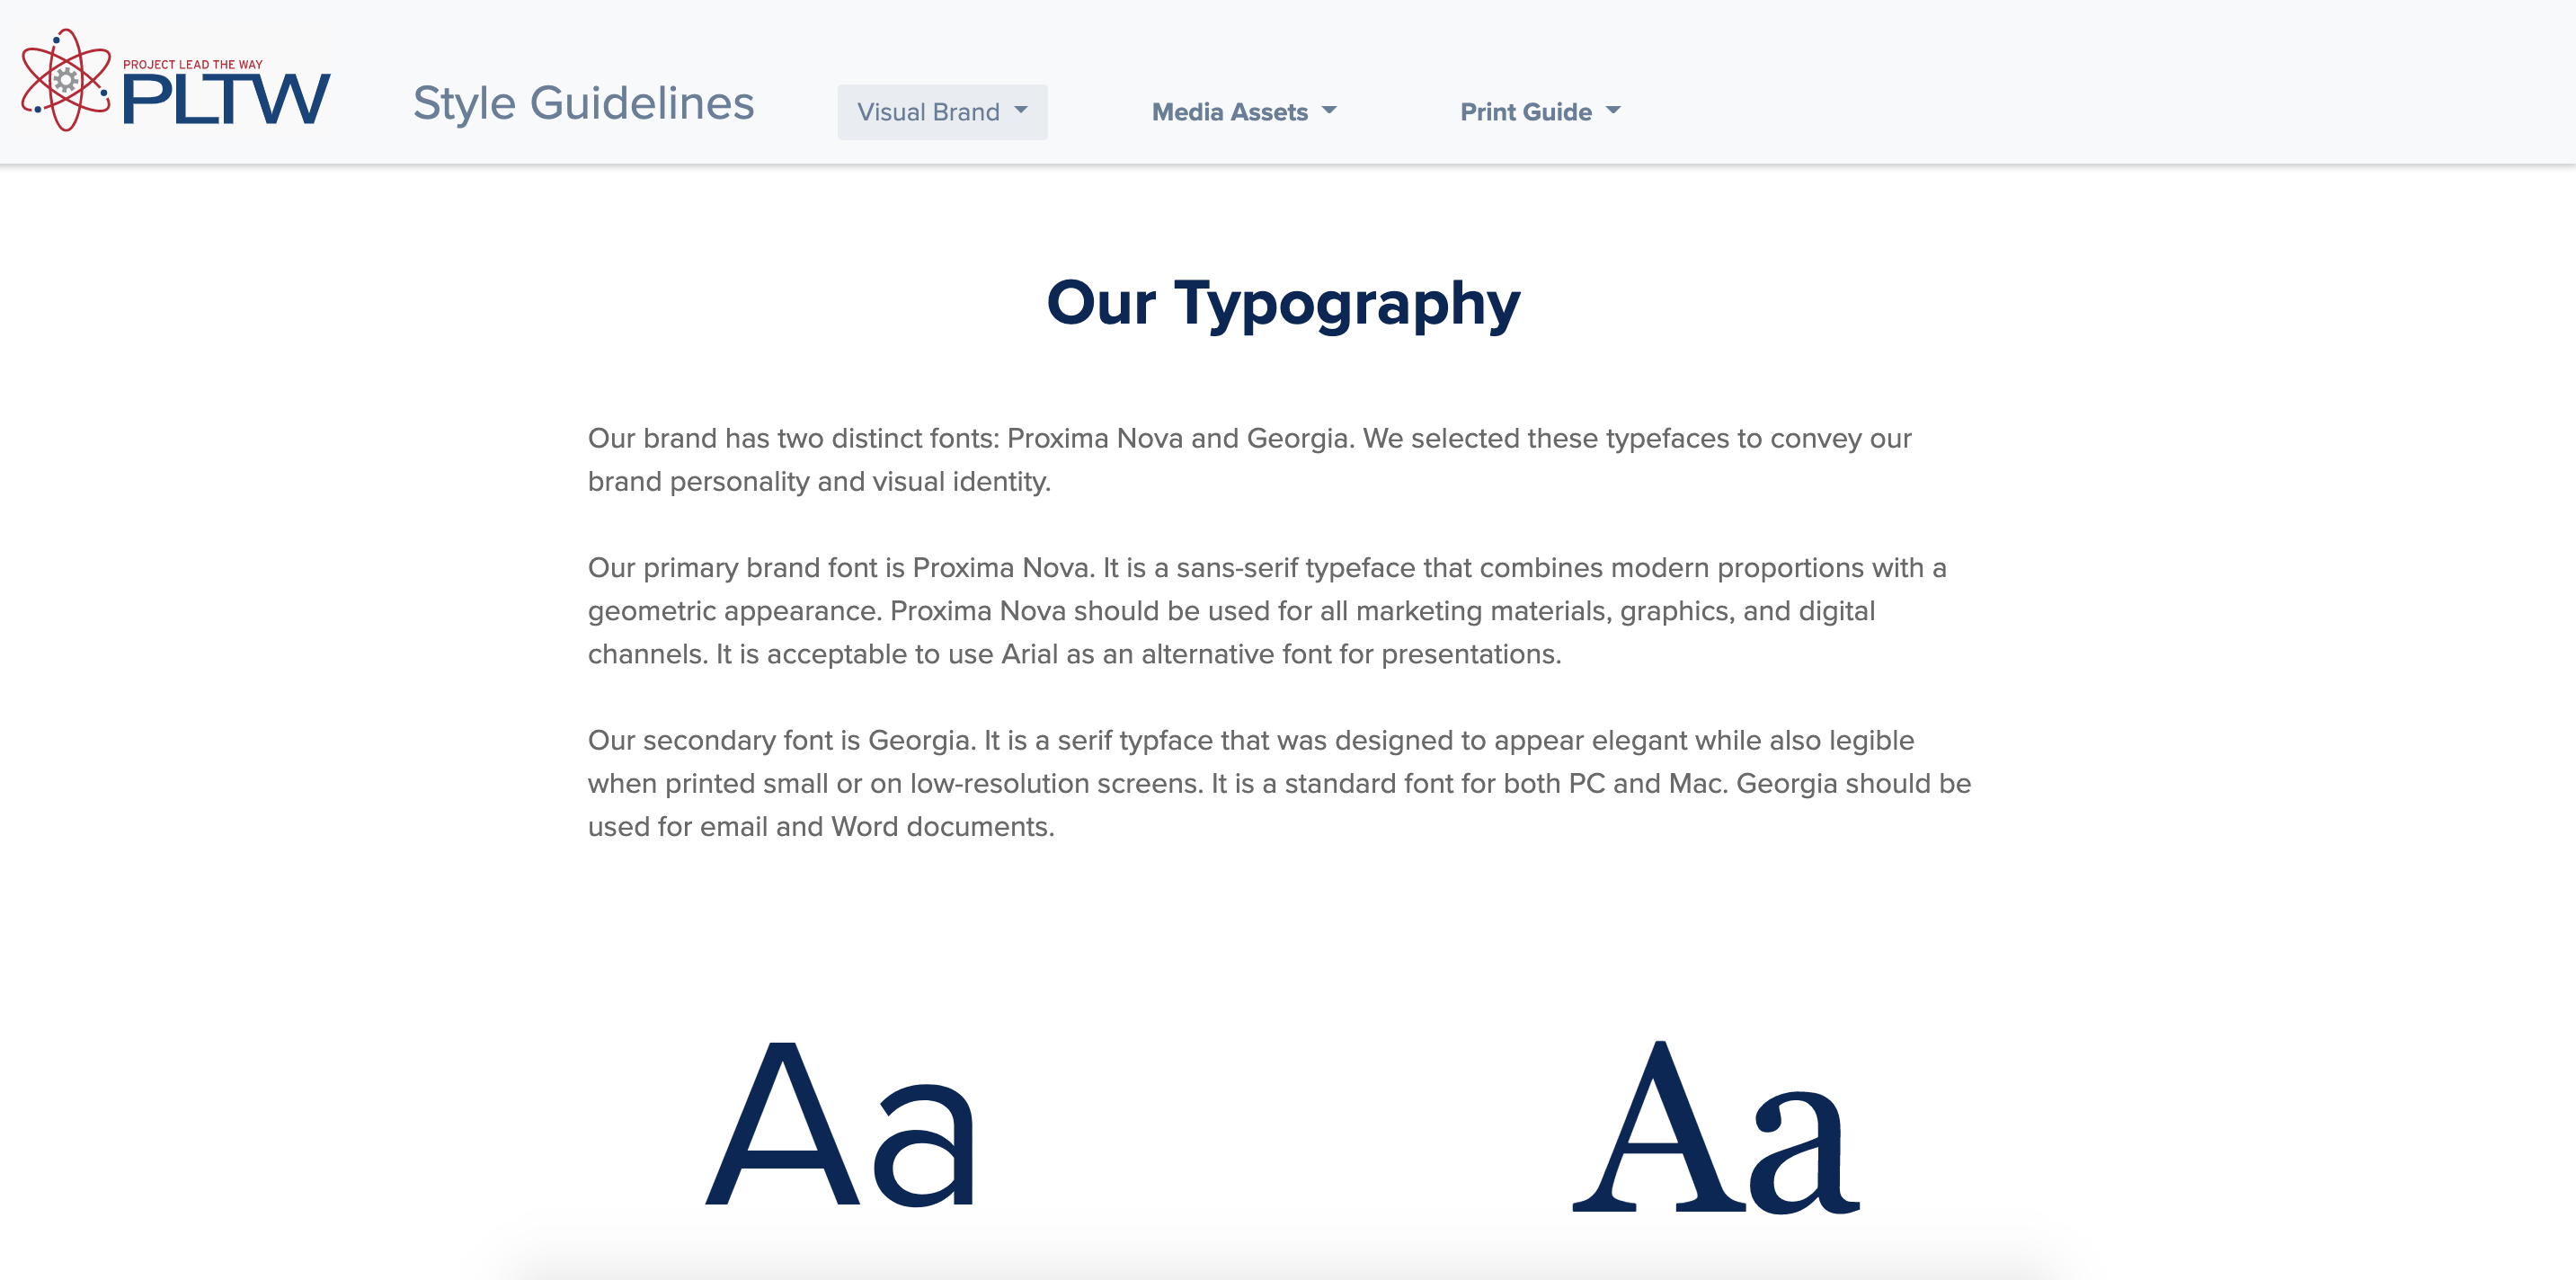 PROJECT LEAD THE WAY
PLTW
Style Guidelines
Visual Brand
Media Assets
Print Guide
Our Typography
Our brand has two distinct fonts: Proxima Nova and Georgia. We selected these typefaces to convey our
brand personality and visual identity.
Our primary brand font is Proxima Nova. It is a sans-serif typeface that combines modern proportions with a
geometric appearance. Proxima Nova should be used for all marketing materials, graphics, and digital
channels. It is acceptable to use Arial as an alternative font for presentations.
Our secondary font is Georgia. It is a serif typface that was designed to appear elegant while also legible
when printed small or on low-resolution screens. It is a standard font for both PC and Mac. Georgia should be
used for email and Word documents.
Aa
Aa